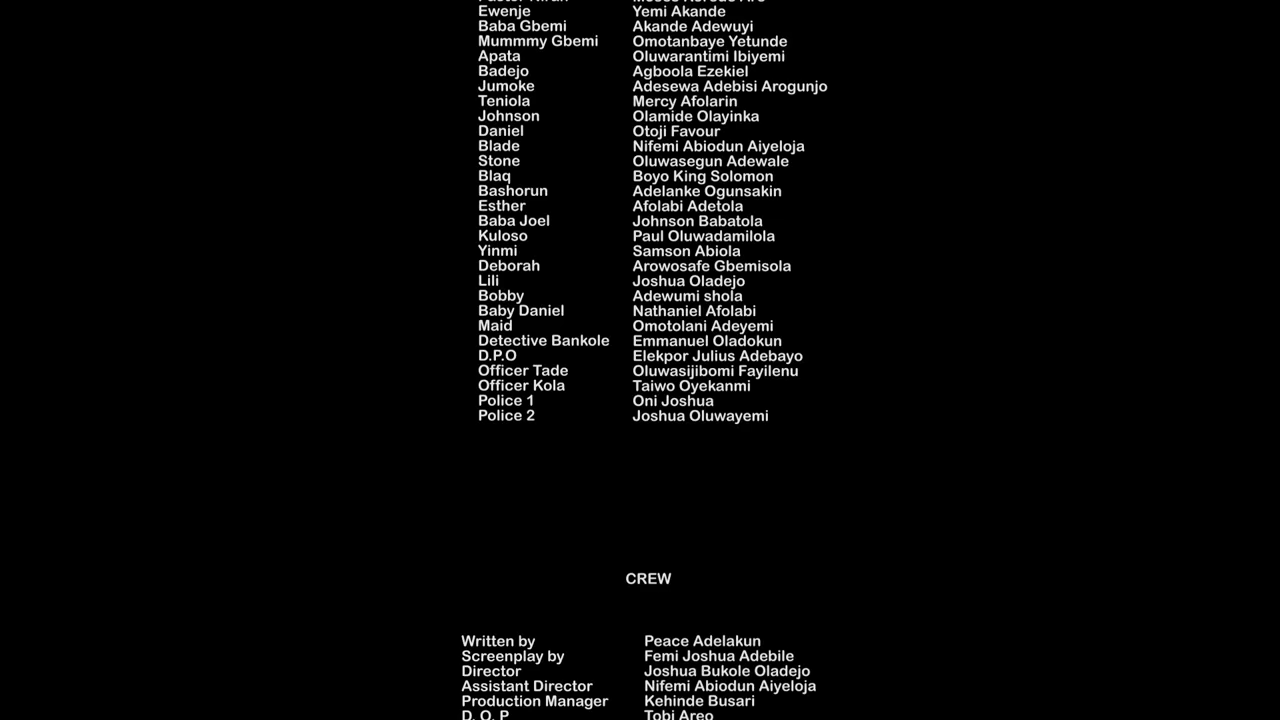 Ewenje Yemi Akande
Baba Gbemi Akande Adewuyi
Mummmy Gbemi Omotanbaye Yetunde
Apata Oluwarantimi Ibiyemi
Badejo Agboola Ezekiel
Jumoke Adesewa Adebisi Arogunjo
Teniola Mercy Afolarin
Johnson Olamide Olayinka
Daniel Otoji Favour
Blade Nifemi Abiodun Aiyeloja
Stone Oluwasegun Adewale
Blaq Boyo King Solomon
Bashorun Adelanke Ogunsakin
Esther Afolabi Adetola
Baba Joel Johnson Babatola
Kuloso Paul Oluwadamilola
Yinmi Samson Abiola
Deborah Arowosafe Gbemisola
Lili Joshua Oladejo
Bobby Adewumi shola
Baby Daniel Nathaniel Afolabi
Maid Omotolani Adeyemi
Detective Bankole Emmanuel Oladokun
D.P.O Elekpor Julius Adebayo
Officer Tade Oluwasijibomi Fayilenu
Officer Kola Taiwo Oyekanmi
Police 1 Oni Joshua
Police 2 Joshua Oluwayemi
CREW
Written by Peace Adelakun
Screenplay by Femi Joshua Adebile
Director Joshua Bukole Oladejo
Assistant Director Nifemi Abiodun Aiyeloja
Production Manager Kehinde Busari
D. O. P Tobi Areo